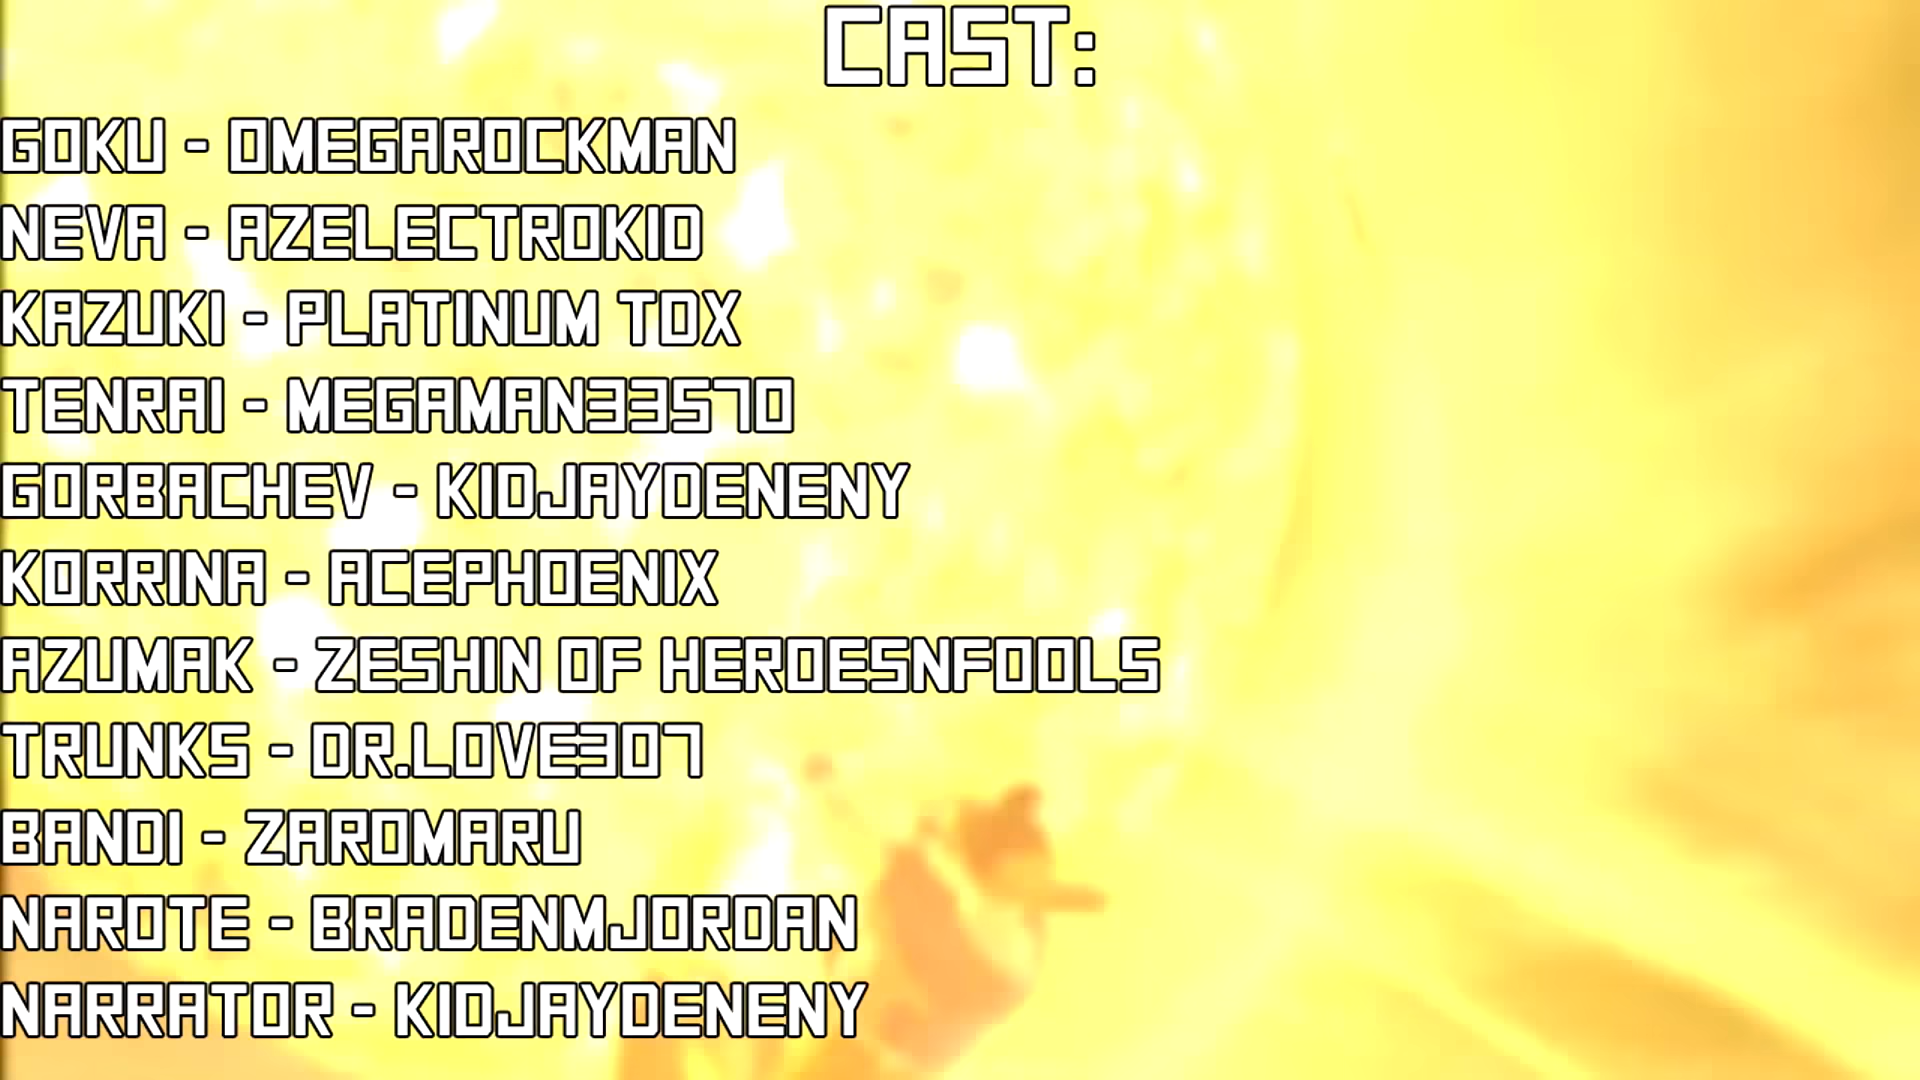 CAST:
GOKU - OMEGAROCKMAN
NEVA - AZELECTROKID
KAZUKI - PLATINUM TDX
TENRAI - MEGAMAN33570
GORBACHEV - KIDJAYDENENY
KORRINA - ACEPHOENIX
AZUMAK - ZESHIN OF HEROESNFOOLS
TRUNKS - DR.LOVE307
BANDI - ZAROMARU
NAROTE - BRADENMJORDAN
NARRATOR - KIDJAYDENENY